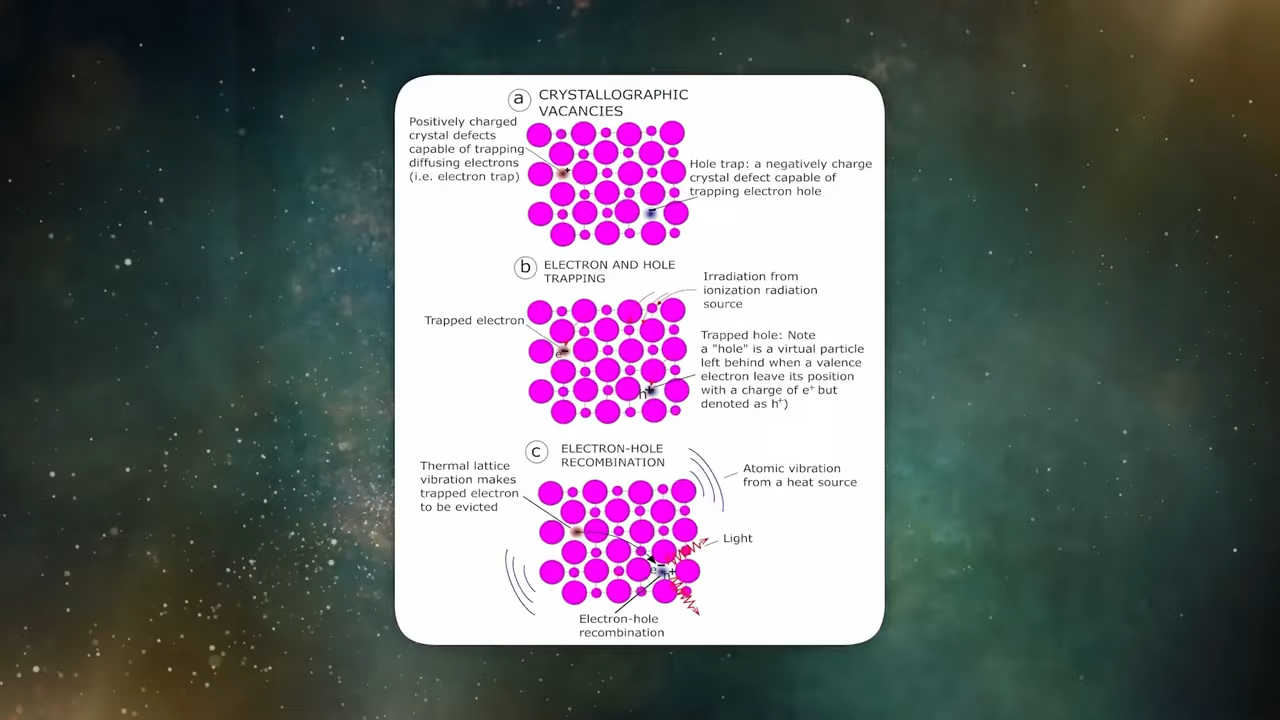 a
CRYSTALLOGRAPHIC
VACANCIES
Positively charged
crystal defects
capable of trapping
diffusing electrons
(i.e. electron trap)
+
Hole trap: a negatively charge
crystal defect capable of
trapping electron hole
-
b
ELECTRON AND HOLE
TRAPPING
Irradiation from
ionization radiation
source
Trapped electron
e⁻
Trapped hole: Note
a "hole" is a virtual particle
left behind when a valence
electron leave its position
with a charge of e⁺ but
denoted as h⁺)
h⁺
c
ELECTRON-HOLE
RECOMBINATION
Thermal lattice
vibration makes
trapped electron
to be evicted
Atomic vibration
from a heat source
Light
e⁻
h⁺
Electron-hole
recombination